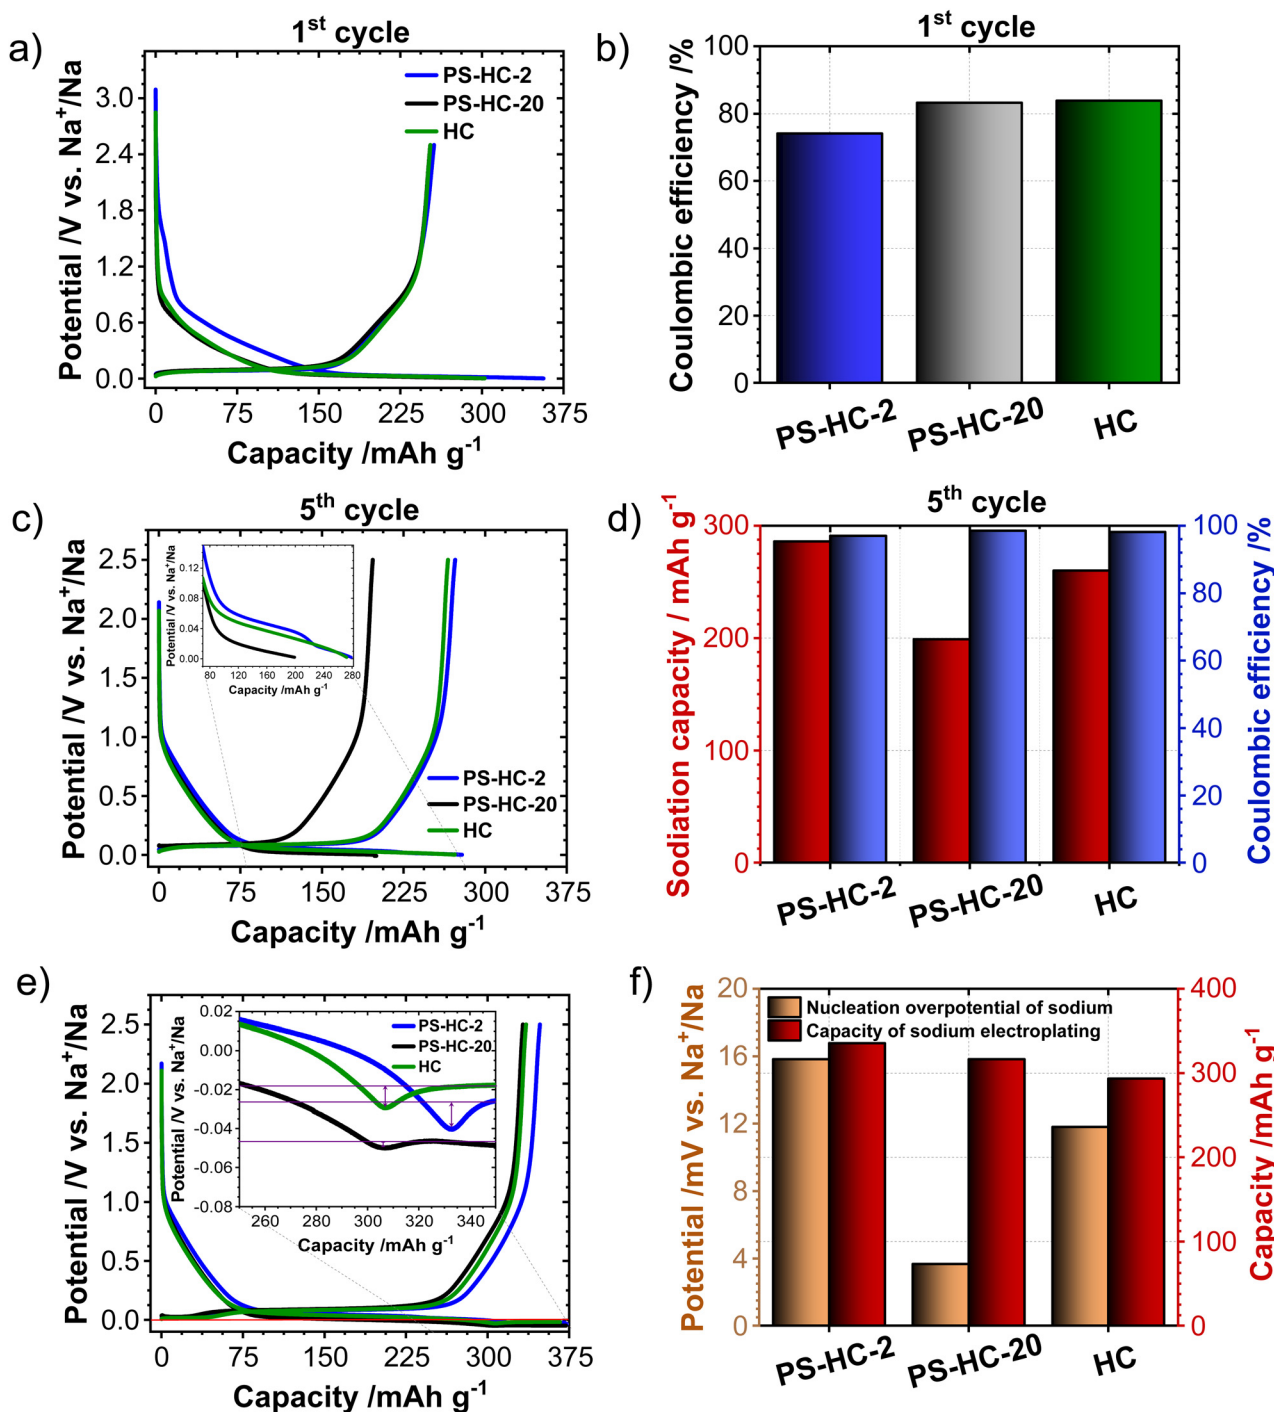 a)
1st cycle
PS-HC-2
PS-HC-20
HC
Potential /V vs. Na⁺/Na
3.0
2.4
1.8
1.2
0.6
0.0
0 75 150 225 300 375
Capacity /mAh g⁻¹
b)
1st cycle
Coulombic efficiency /%
100
80
60
40
20
0
PS-HC-2 PS-HC-20 HC
c)
5th cycle
Potential /V vs. Na⁺/Na
2.5
2.0
1.5
1.0
0.5
0.0
Potential /V vs. Na⁺/Na
0.12
0.08
0.04
0.00
80 120 160 200 240 280
Capacity /mAh g⁻¹
PS-HC-2
PS-HC-20
HC
0 75 150 225 300 375
Capacity /mAh g⁻¹
d)
5th cycle
Sodiation capacity / mAh g⁻¹
300
200
100
0
100
80
60
40
20
0
Coulombic efficiency /%
PS-HC-2 PS-HC-20 HC
e)
Potential /V vs. Na⁺/Na
2.5
2.0
1.5
1.0
0.5
0.0
Potential /V vs. Na⁺/Na
0.02
0.00
-0.02
-0.04
-0.06
-0.08
PS-HC-2
PS-HC-20
HC
260 280 300 320 340
Capacity /mAh g⁻¹
0 75 150 225 300 375
Capacity /mAh g⁻¹
f)
Potential /mV vs. Na⁺/Na
20
16
12
8
4
0
Nucleation overpotential of sodium
Capacity of sodium electroplating
400
300
200
100
0
Capacity /mAh g⁻¹
PS-HC-2 PS-HC-20 HC